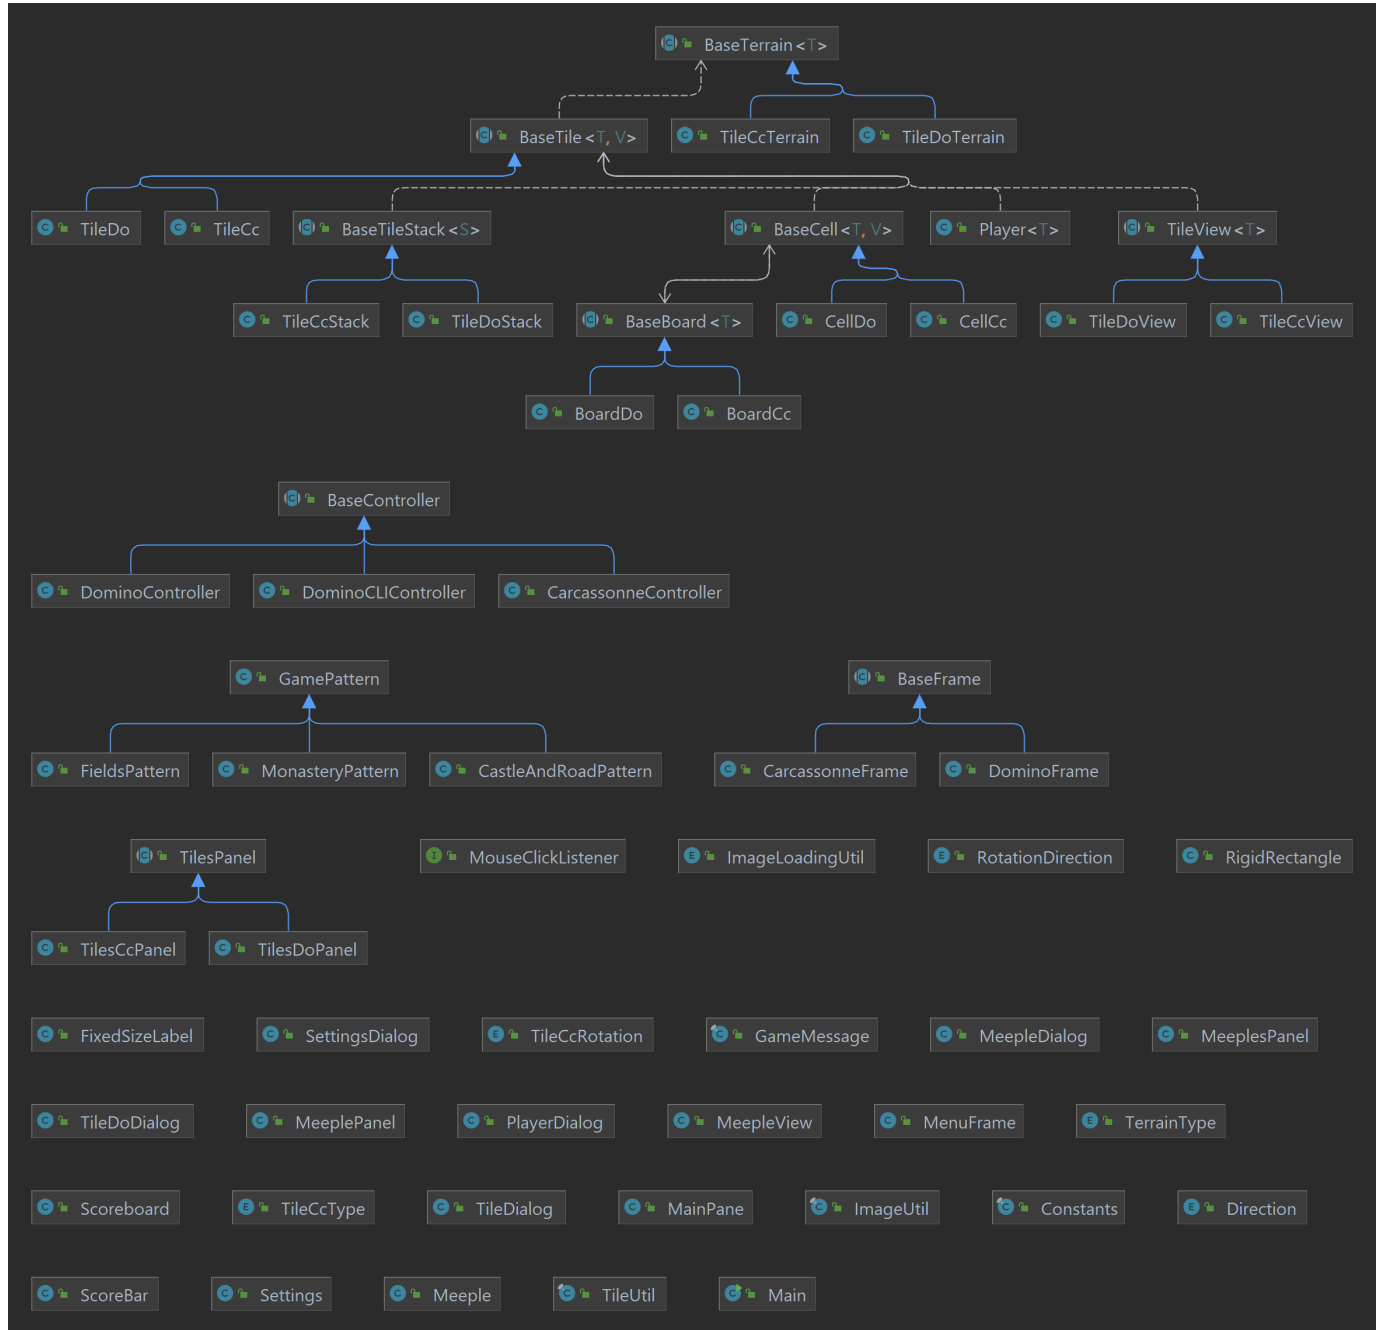 BaseTerrain<T>
BaseTile<T, V> TileCcTerrain TileDoTerrain
TileDo TileCc BaseTileStack<S> BaseCell<T, V> Player<T> TileView<T>
TileCcStack TileDoStack BaseBoard<T> CellDo CellCc TileDoView TileCcView
BoardDo BoardCc
BaseController
DominoController DominoCLIController CarcassonneController
GamePattern BaseFrame
FieldsPattern MonasteryPattern CastleAndRoadPattern CarcassonneFrame DominoFrame
TilesPanel MouseClickListener ImageLoadingUtil RotationDirection RigidRectangle
TilesCcPanel TilesDoPanel
FixedSizeLabel SettingsDialog TileCcRotation GameMessage MeepleDialog MeeplesPanel
TileDoDialog MeeplePanel PlayerDialog MeepleView MenuFrame TerrainType
Scoreboard TileCcType TileDialog MainPane ImageUtil Constants Direction
ScoreBar Settings Meeple TileUtil Main